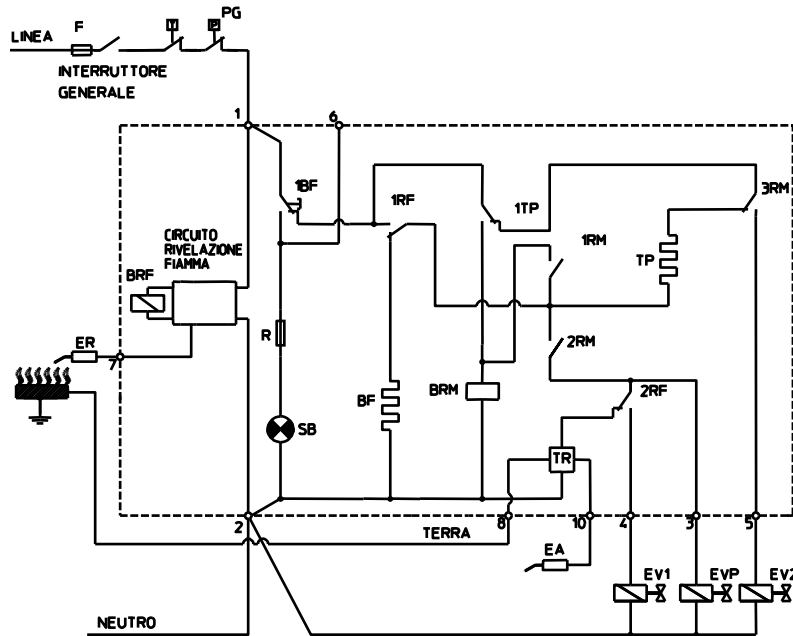 F
T
P
PG
LINEA
INTERRUTTORE
GENERALE
1
6
1BF
1RF
1TP
3RM
CIRCUITO
RIVELAZIONE
FIAMMA
1RM
TP
BRF
ER
7
R
2RM
BF
BRM
2RF
SB
TR
2
TERRA
8
10
4
3
5
EA
EV1
EVP
EV2
NEUTRO